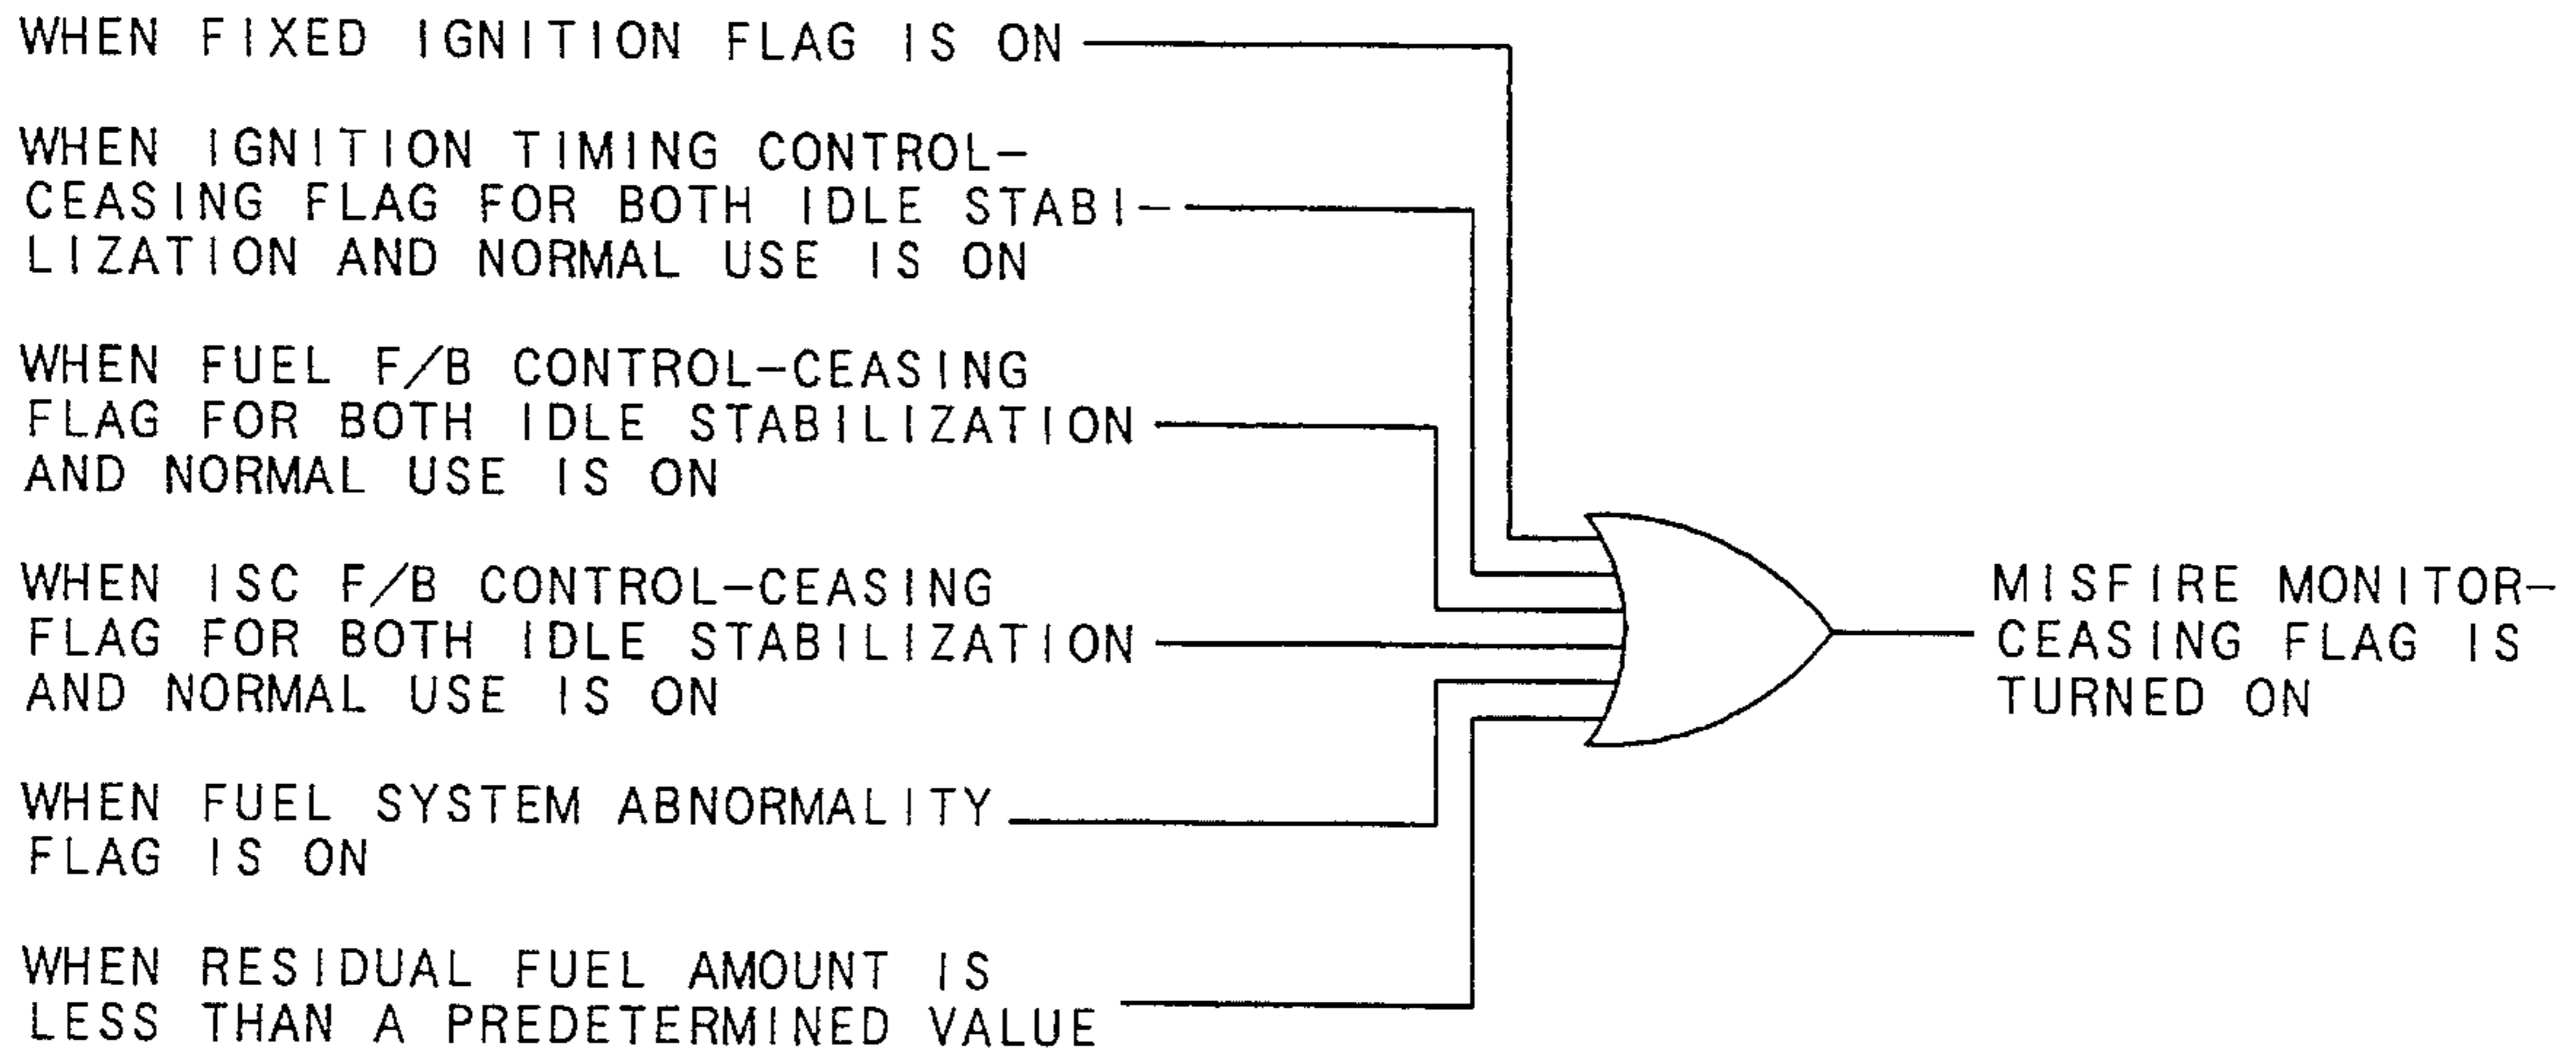 WHEN FIXED IGNITION FLAG IS ON
WHEN IGNITION TIMING CONTROL-
CEASING FLAG FOR BOTH IDLE STABI-
LIZATION AND NORMAL USE IS ON
WHEN FUEL F/B CONTROL-CEASING
FLAG FOR BOTH IDLE STABILIZATION
AND NORMAL USE IS ON
WHEN ISC F/B CONTROL-CEASING
FLAG FOR BOTH IDLE STABILIZATION
AND NORMAL USE IS ON
WHEN FUEL SYSTEM ABNORMALITY
FLAG IS ON
WHEN RESIDUAL FUEL AMOUNT IS
LESS THAN A PREDETERMINED VALUE
MISFIRE MONITOR-
CEASING FLAG IS
TURNED ON